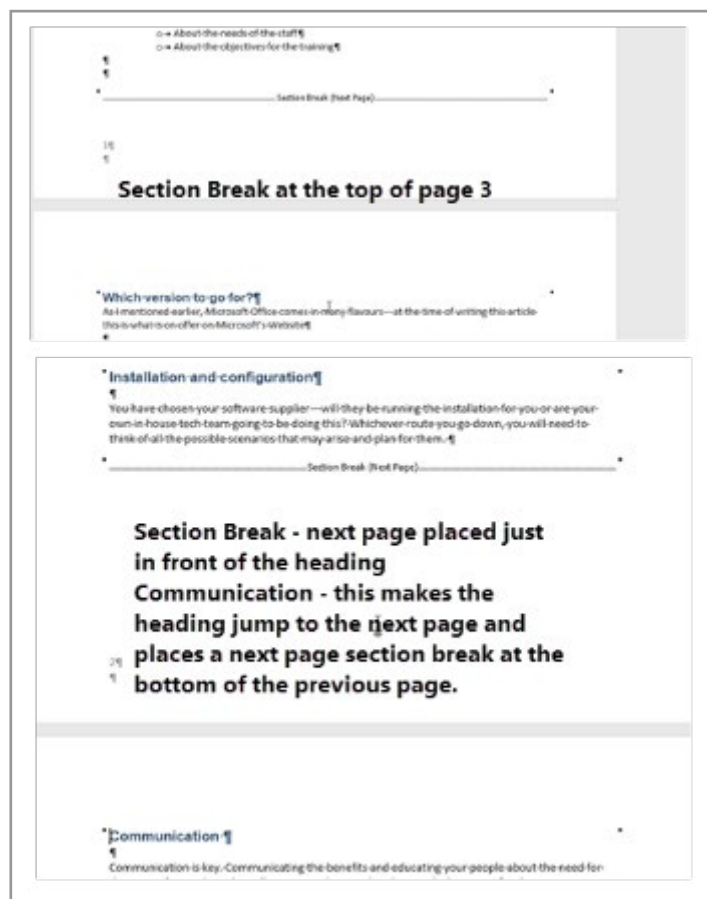 About the needs of the staff¶
About the objectives for the training¶
¶
¶
Section Break (Next Page)
¶
¶
Section Break at the top of page 3
Which version to go for?¶
As I mentioned earlier, Microsoft Office comes in many flavours—at the time of writing this article
this is what is on offer on Microsoft's Website¶
¶
Installation and configuration¶
¶
You have chosen your software supplier—will they be running the installation for you or are your
own in house tech team going to be doing this? Whichever route you go down, you will need to
think of all the possible scenarios that may arise and plan for them. ¶
Section Break (Next Page)
Section Break - next page placed just
in front of the heading
Communication - this makes the
heading jump to the next page and
2¶ places a next page section break at the
¶ bottom of the previous page.
Communication ¶
¶
Communication is key. Communicating the benefits and educating your people about the need for